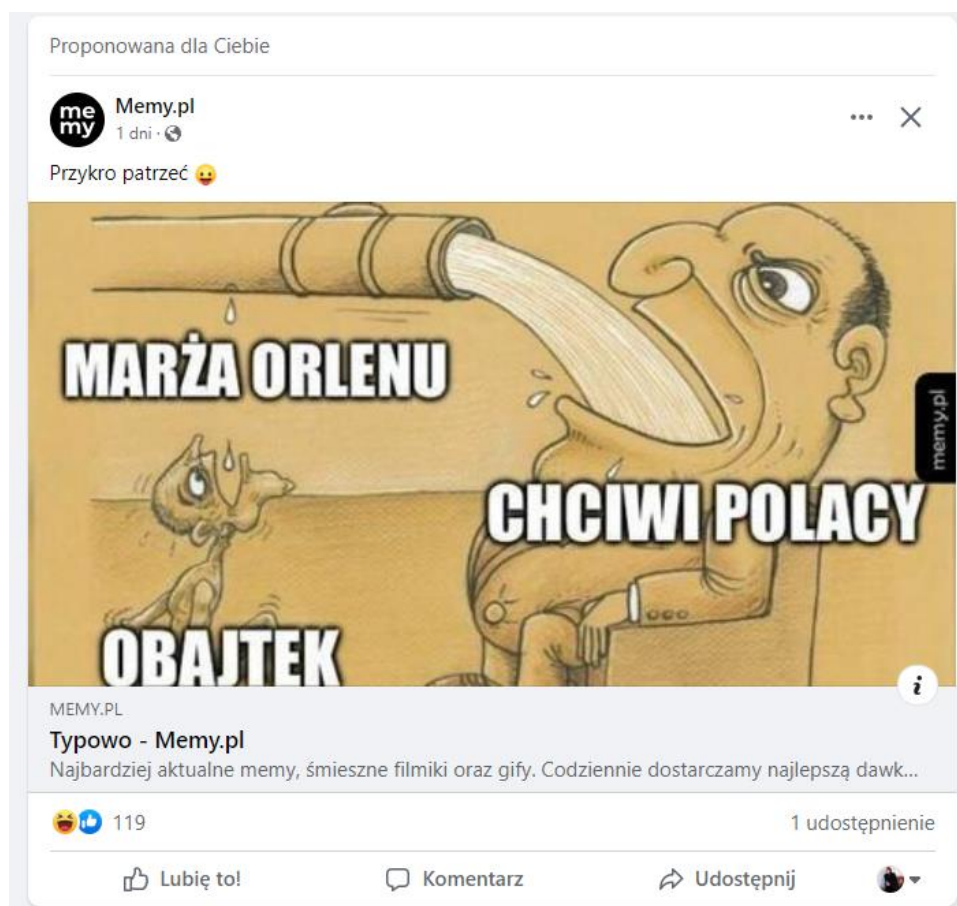 Proponowana dla Ciebie
me
my
Memy.pl
1 dni ·
Przykro patrzeć 😛
MARŻA ORLENU
memy.pl
CHCIWI POLACY
OBAJTEK
i
MEMY.PL
Typowo - Memy.pl
Najbardziej aktualne memy, śmieszne filmiki oraz gify. Codziennie dostarczamy najlepszą dawk...
119
1 udostępnienie
Lubię to!
Komentarz
Udostępnij